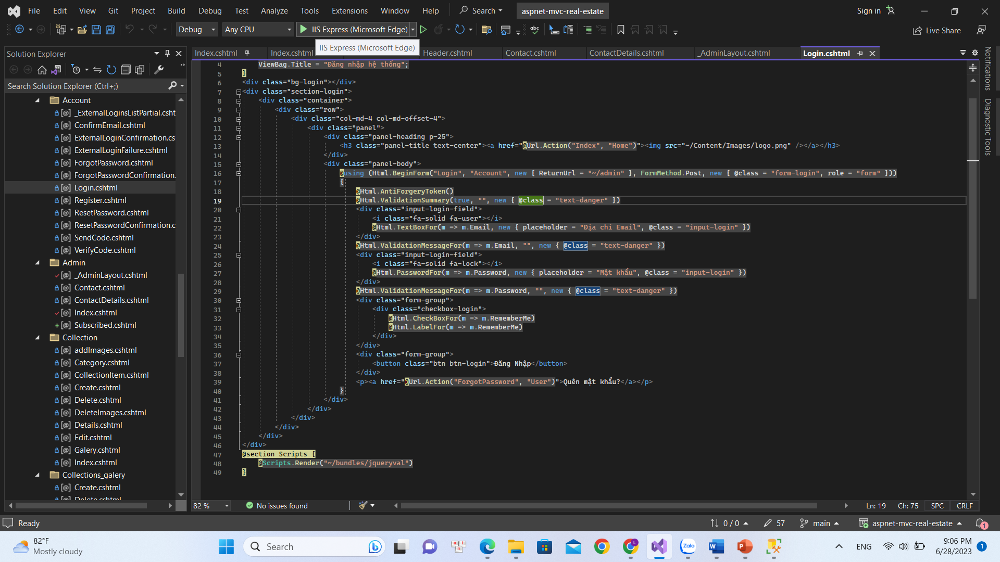 File Edit View Git Project Build Debug Test Analyze Tools Extensions Window Help Search aspnet-mvc-real-estate Sign in
Debug Any CPU IIS Express (Microsoft Edge) abc Live Share
IIS Express (Microsoft Edge)
Solution Explorer
Search Solution Explorer (Ctrl+;)
Account
_ExternalLoginsListPartial.csht
ConfirmEmail.cshtml
ExternalLoginConfirmation.cs
ExternalLoginFailure.cshtml
ForgotPassword.cshtml
ForgotPasswordConfirmation.
Login.cshtml
Register.cshtml
ResetPassword.cshtml
ResetPasswordConfirmation.c
SendCode.cshtml
VerifyCode.cshtml
Admin
_AdminLayout.cshtml
Contact.cshtml
ContactDetails.cshtml
Index.cshtml
Subscribed.cshtml
Collection
addImages.cshtml
Category.cshtml
CollectionItem.cshtml
Create.cshtml
Delete.cshtml
DeleteImages.cshtml
Details.cshtml
Edit.cshtml
Galery.cshtml
Index.cshtml
Collections_galery
Create.cshtml
Delete.cshtml
Index.cshtml Index.cshtml Header.cshtml Contact.cshtml ContactDetails.cshtml _AdminLayout.cshtml Login.cshtml
4 ViewBag.Title = "Đăng nhập hệ thống";
5 }
6 <div class="bg-login"></div>
7 <div class="section-login">
8 <div class="container">
9 <div class="row">
10 <div class="col-md-4 col-md-offset-4">
11 <div class="panel">
12 <div class="panel-heading p-25">
13 <h3 class="panel-title text-center"><a href="@Url.Action("Index", "Home")"><img src="~/Content/Images/logo.png" /></a></h3>
14 </div>
15 <div class="panel-body">
16 @using (Html.BeginForm("Login", "Account", new { ReturnUrl = "~/admin" }, FormMethod.Post, new { @class = "form-login", role = "form" }))
17 {
18 @Html.AntiForgeryToken()
19 @Html.ValidationSummary(true, "", new { @class = "text-danger" })
20 <div class="input-login-field">
21 <i class="fa-solid fa-user"></i>
22 @Html.TextBoxFor(m => m.Email, new { placeholder = "Địa chỉ Email", @class = "input-login" })
23 </div>
24 @Html.ValidationMessageFor(m => m.Email, "", new { @class = "text-danger" })
25 <div class="input-login-field">
26 <i class="fa-solid fa-lock"></i>
27 @Html.PasswordFor(m => m.Password, new { placeholder = "Mật khẩu", @class = "input-login" })
28 </div>
29 @Html.ValidationMessageFor(m => m.Password, "", new { @class = "text-danger" })
30 <div class="form-group">
31 <div class="checkbox-login">
32 @Html.CheckBoxFor(m => m.RememberMe)
33 @Html.LabelFor(m => m.RememberMe)
34 </div>
35 </div>
36 <div class="form-group">
37 <button class="btn btn-login">Đăng Nhập</button>
38 </div>
39 <p><a href="@Url.Action("ForgotPassword", "User")">Quên mật khẩu?</a></p>
40 }
41 </div>
42 </div>
43 </div>
44 </div>
45 </div>
46 </div>
47 @section Scripts {
48 @Scripts.Render("~/bundles/jqueryval")
49 }
Notifications
Diagnostic Tools
82 % No issues found Ln: 19 Ch: 75 SPC CRLF
Ready 0 / 0 57 main aspnet-mvc-real-estate 1
82°F
Mostly cloudy
Search
L
Zalo
W
P
ENG
9:06 PM
6/28/2023
1